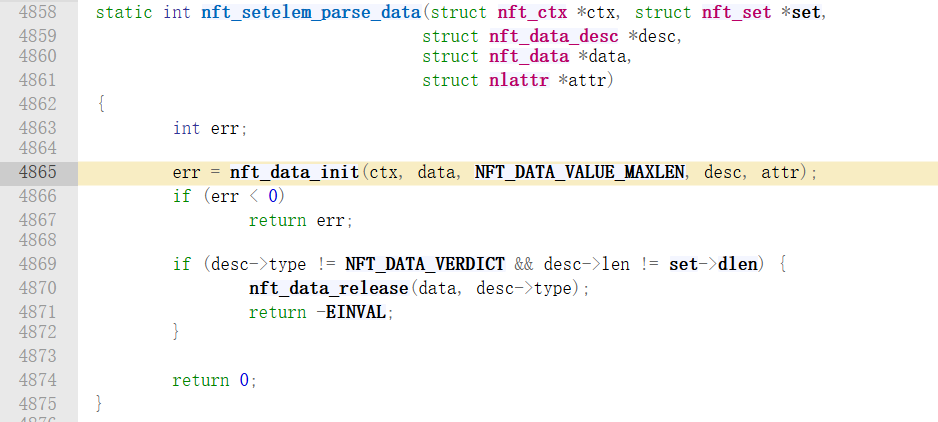 4858 static int nft_setelem_parse_data(struct nft_ctx *ctx, struct nft_set *set,
4859 struct nft_data_desc *desc,
4860 struct nft_data *data,
4861 struct nlattr *attr)
4862 {
4863 int err;
4864
4865 err = nft_data_init(ctx, data, NFT_DATA_VALUE_MAXLEN, desc, attr);
4866 if (err < 0)
4867 return err;
4868
4869 if (desc->type != NFT_DATA_VERDICT && desc->len != set->dlen) {
4870 nft_data_release(data, desc->type);
4871 return -EINVAL;
4872 }
4873
4874 return 0;
4875 }